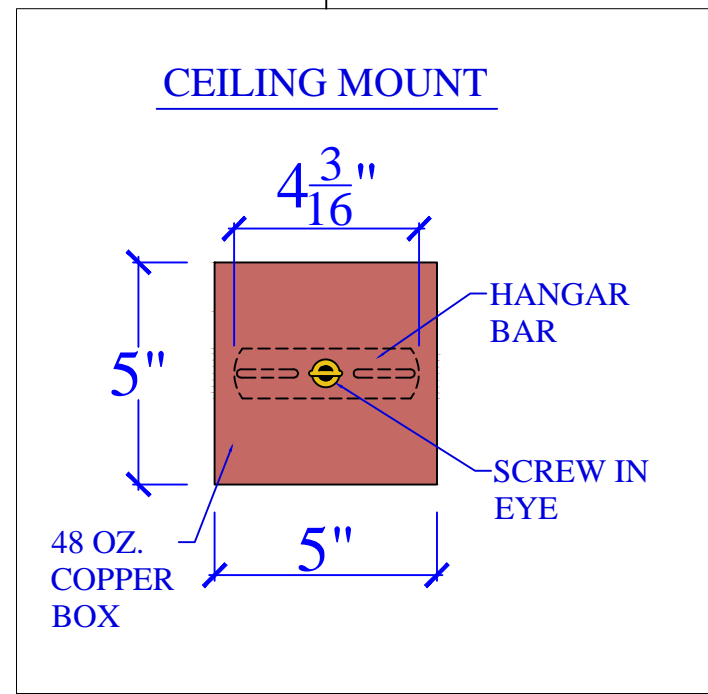 CEILING MOUNT
4 3/16"
HANGAR
BAR
5"
SCREW IN
EYE
48 OZ.
COPPER
BOX
5"